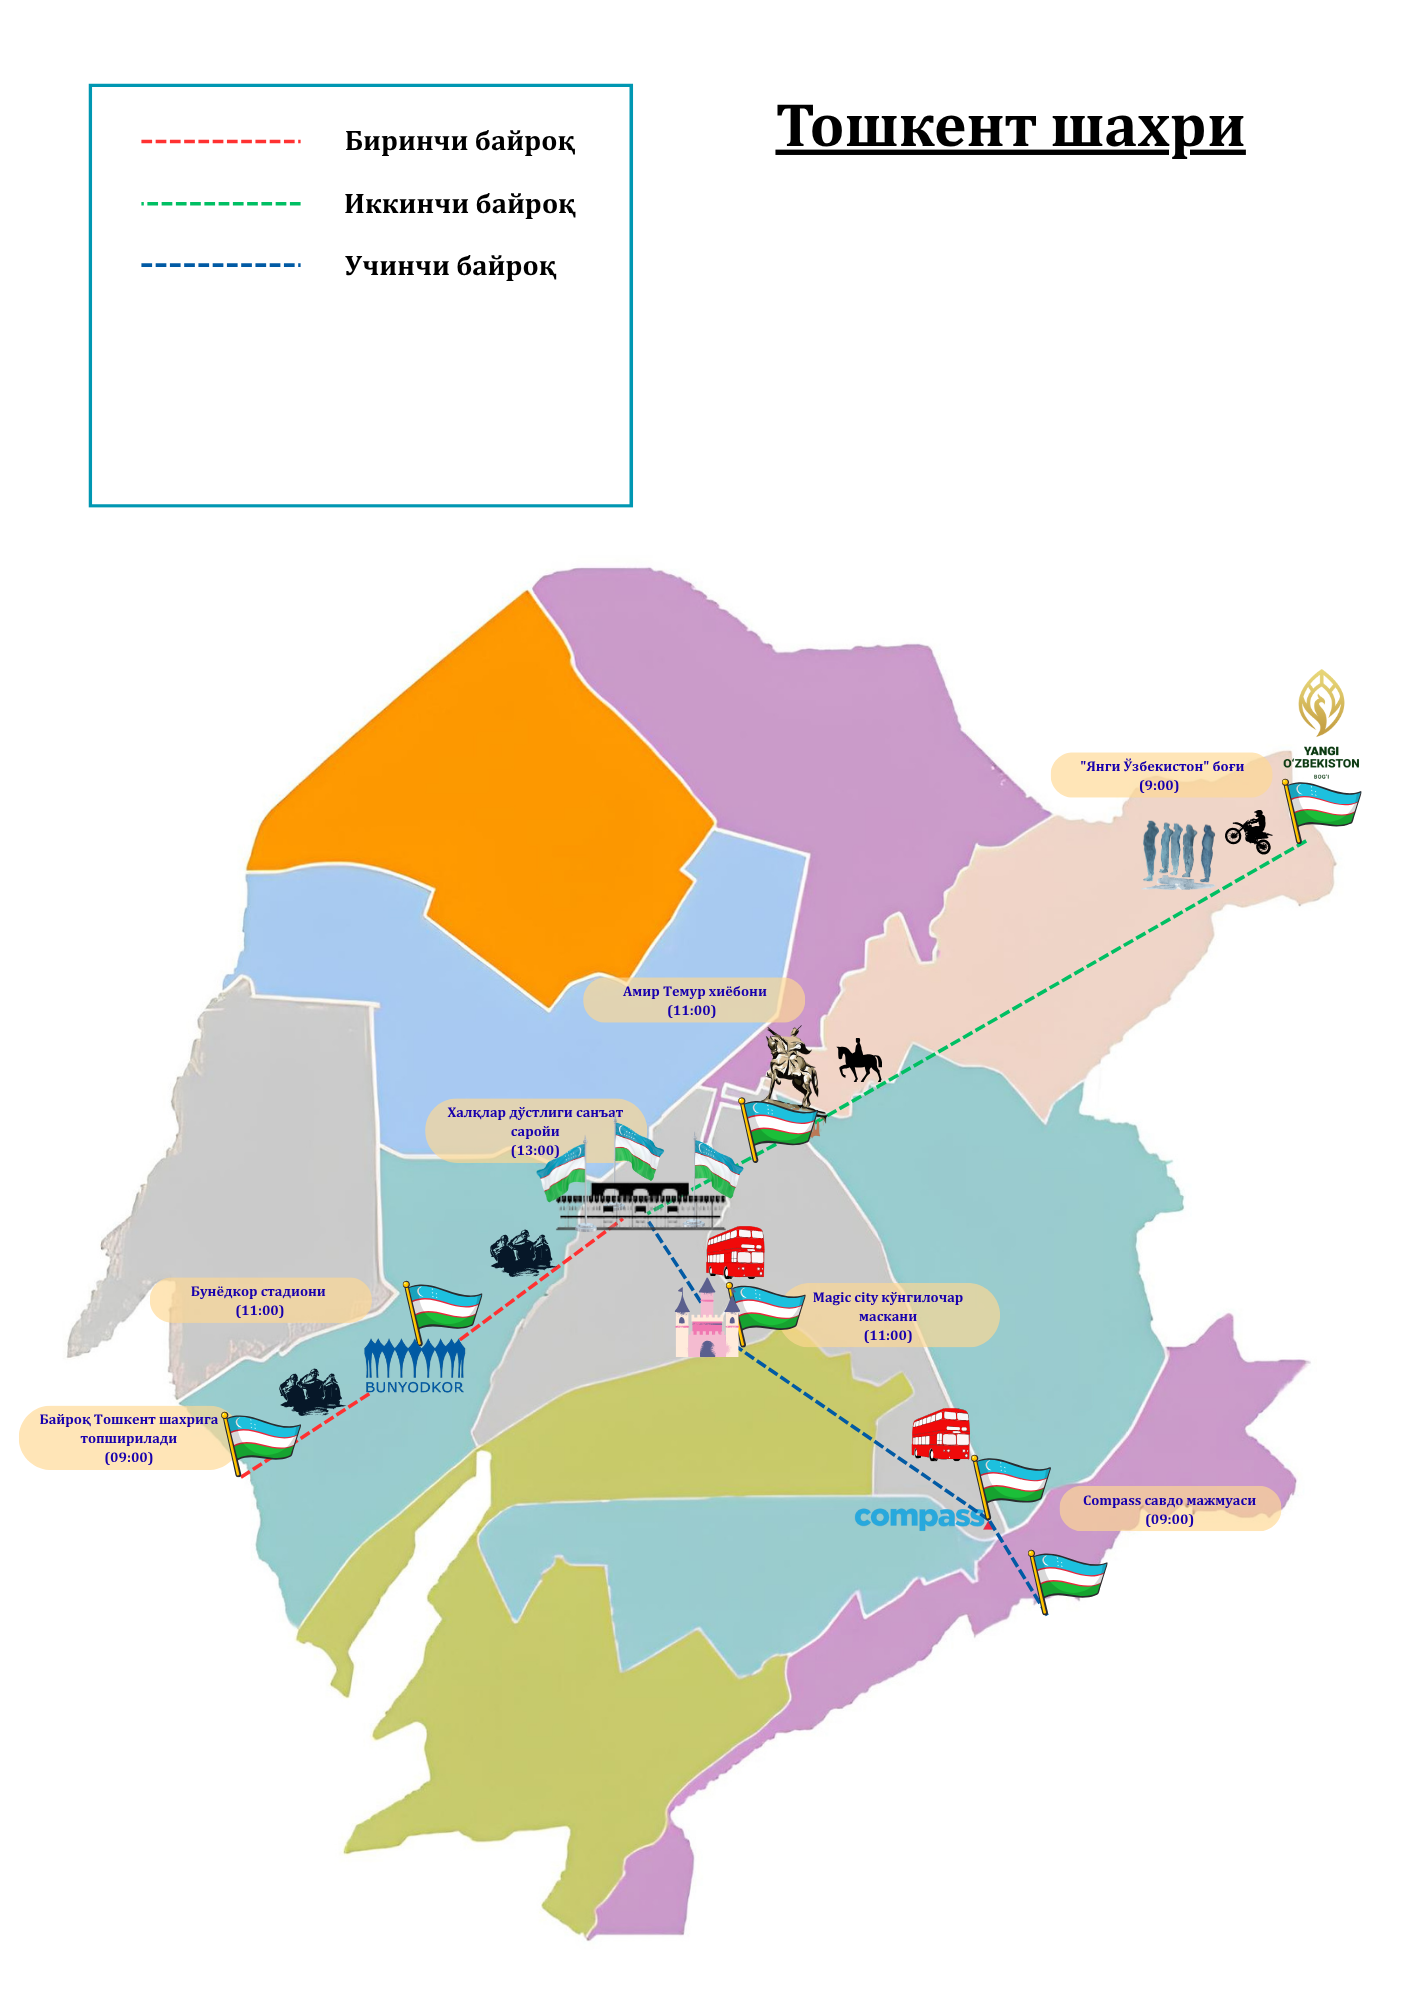 Биринчи байроқ
Иккинчи байроқ
Учинчи байроқ
Тошкент шахри
YANGI
O‘ZBEKISTON
BOG‘I
"Янги Ўзбекистон" боғи
(9:00)
Амир Темур хиёбони
(11:00)
Халқлар дўстлиги санъат
саройи
(13:00)
Бунёдкор стадиони
(11:00)
Magic city кўнгилочар
маскани
(11:00)
BUNYODKOR
Байроқ Тошкент шахрига
топширилади
(09:00)
compass
Compass савдо мажмуаси
(09:00)